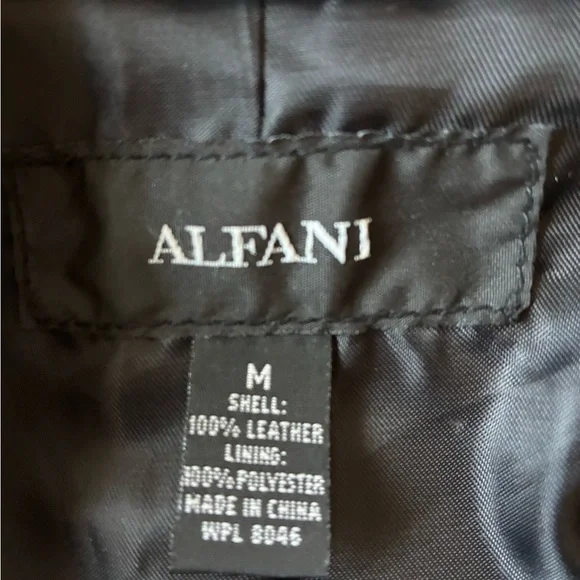 ALFANI
M
SHELL:
100% LEATHER
LINING:
100% POLYESTER
MADE IN CHINA
WPL 8046